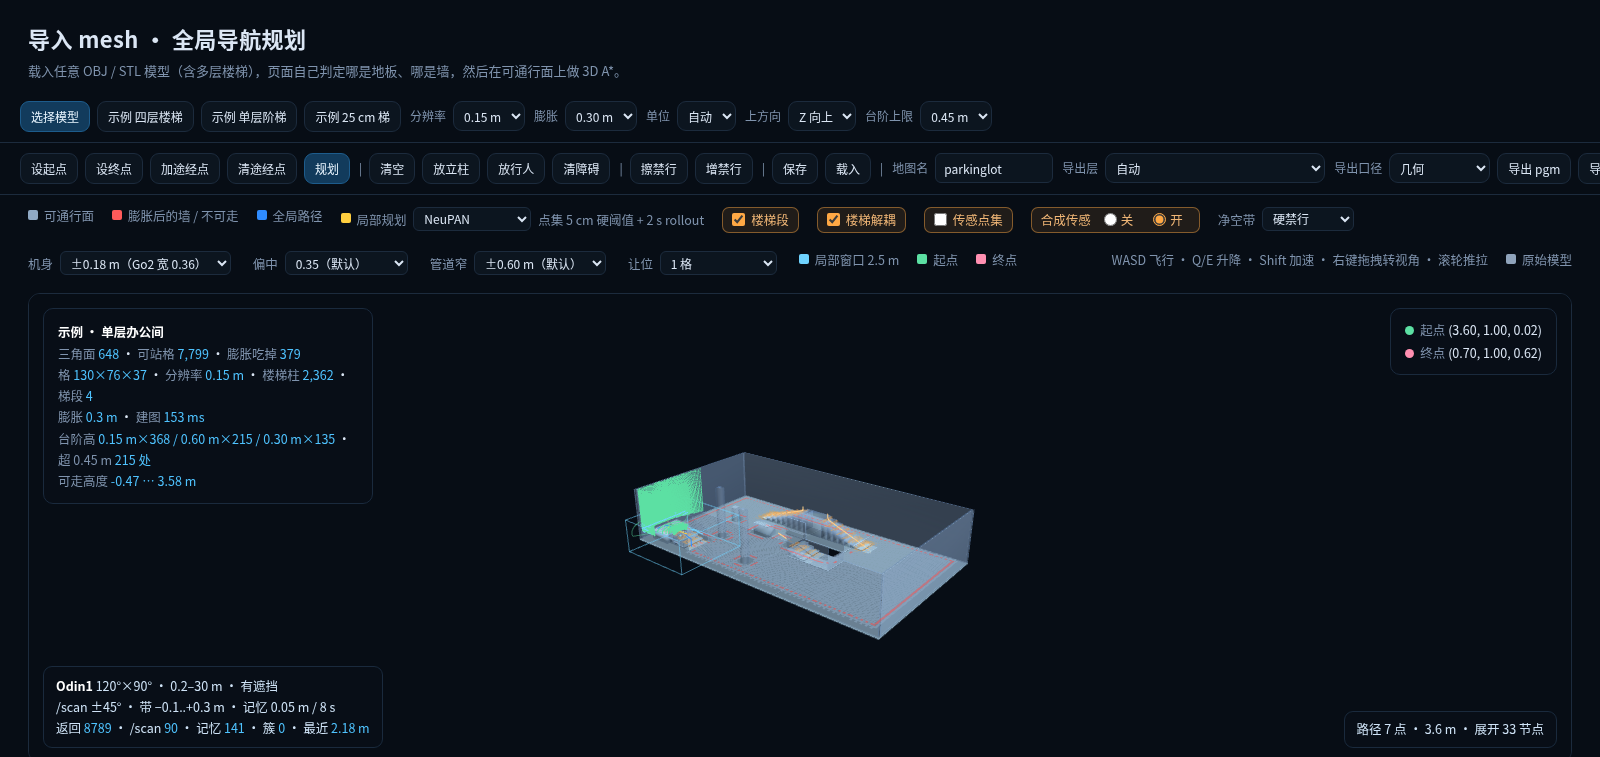 导入 mesh · 全局导航规划
载入任意 OBJ / STL 模型（含多层楼梯），页面自己判定哪是地板、哪是墙，然后在可通行面上做 3D A*。
选择模型 示例 四层楼梯 示例 单层阶梯 示例 25 cm 梯 分辨率 0.15 m 膨胀 0.30 m 单位 自动 上方向 Z 向上 台阶上限 0.45 m
设起点 设终点 加途经点 清途经点 规划 | 清空 放立柱 放行人 清障碍 | 擦禁行 增禁行 | 保存 载入 | 地图名 parkinglot 导出层 自动 导出口径 几何 导出 pgm 导
可通行面 膨胀后的墙 / 不可走 全局路径 局部规划 NeuPAN 点集 5 cm 硬阈值 + 2 s rollout 楼梯段 楼梯解耦 传感点集 合成传感 关 开 净空带 硬禁行
机身 ±0.18 m（Go2 宽 0.36） 偏中 0.35（默认） 管道窄 ±0.60 m（默认） 让位 1 格 局部窗口 2.5 m 起点 终点 WASD 飞行 · Q/E 升降 · Shift 加速 · 右键拖拽转视角 · 滚轮推拉 原始模型
示例 · 单层办公间
三角面 648 · 可站格 7,799 · 膨胀吃掉 379
格 130×76×37 · 分辨率 0.15 m · 楼梯柱 2,362 ·
梯段 4
膨胀 0.3 m · 建图 153 ms
台阶高 0.15 m×368 / 0.60 m×215 / 0.30 m×135 ·
超 0.45 m 215 处
可走高度 -0.47 ⋯ 3.58 m
起点 (3.60, 1.00, 0.02)
终点 (0.70, 1.00, 0.62)
Odin1 120°×90° · 0.2–30 m · 有遮挡
/scan ±45° · 带 −0.1..+0.3 m · 记忆 0.05 m / 8 s
返回 8789 · /scan 90 · 记忆 141 · 簇 0 · 最近 2.18 m
路径 7 点 · 3.6 m · 展开 33 节点